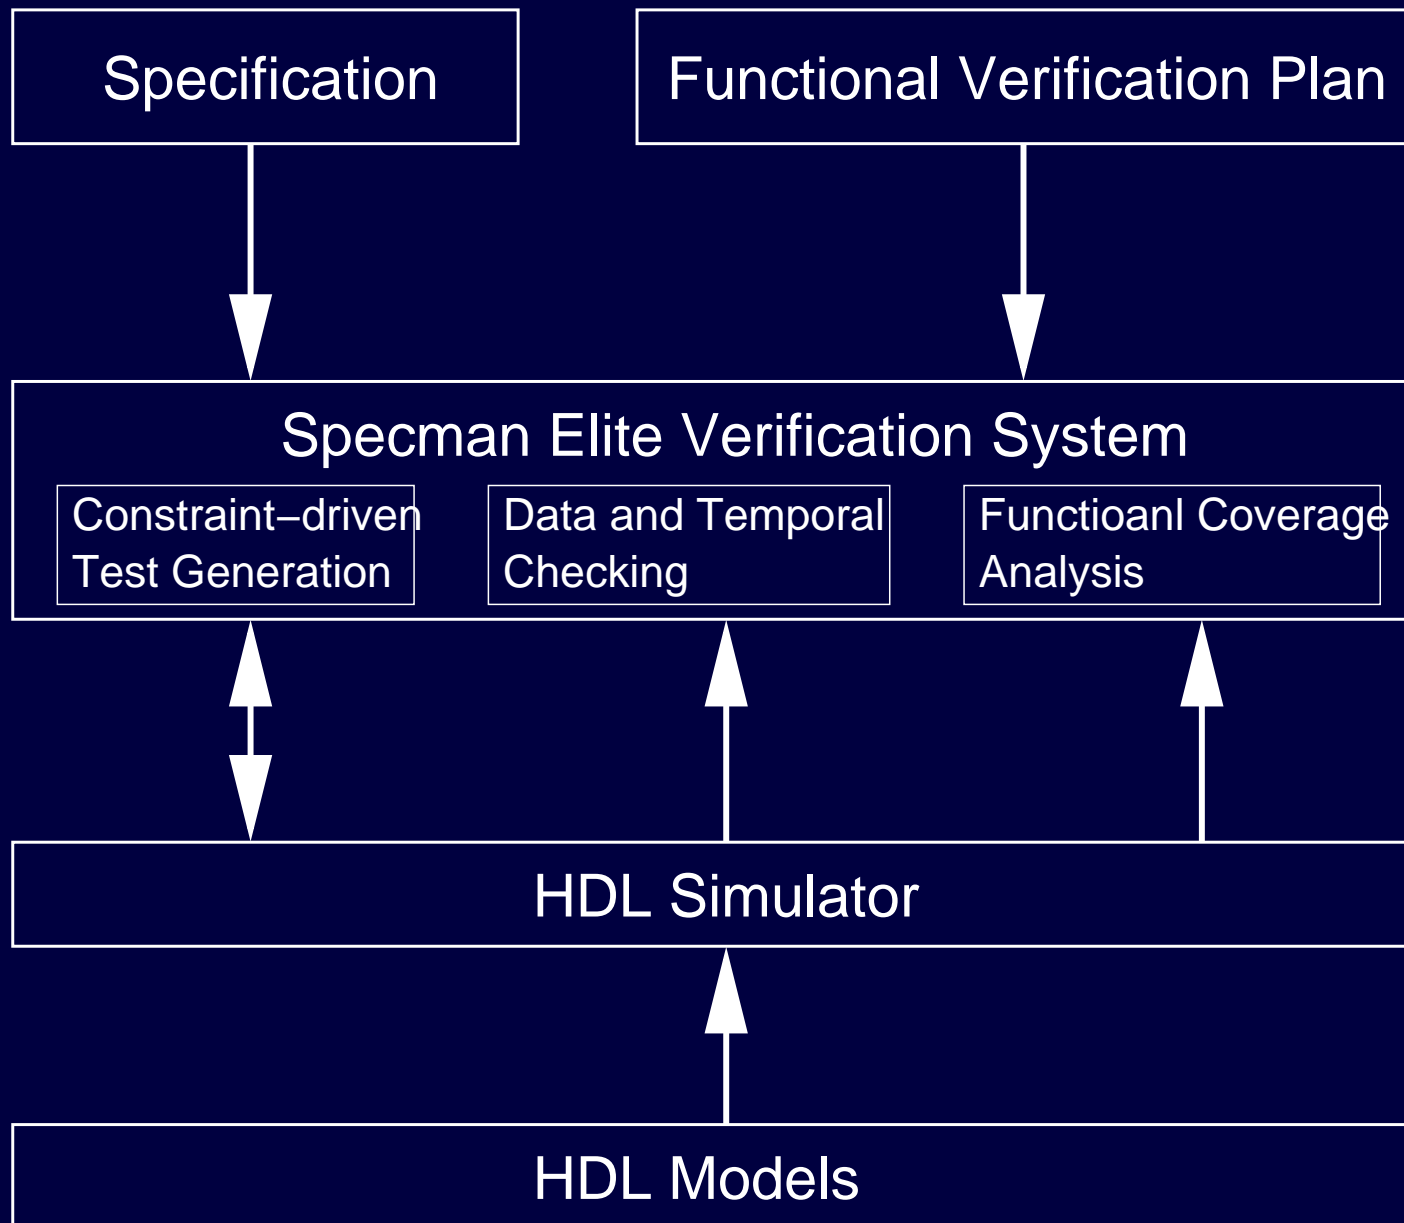 Specification
Functional Verification Plan
Specman Elite Verification System
Constraint–driven
Test Generation
Data and Temporal
Checking
Functioanl Coverage
Analysis
HDL Simulator
HDL Models